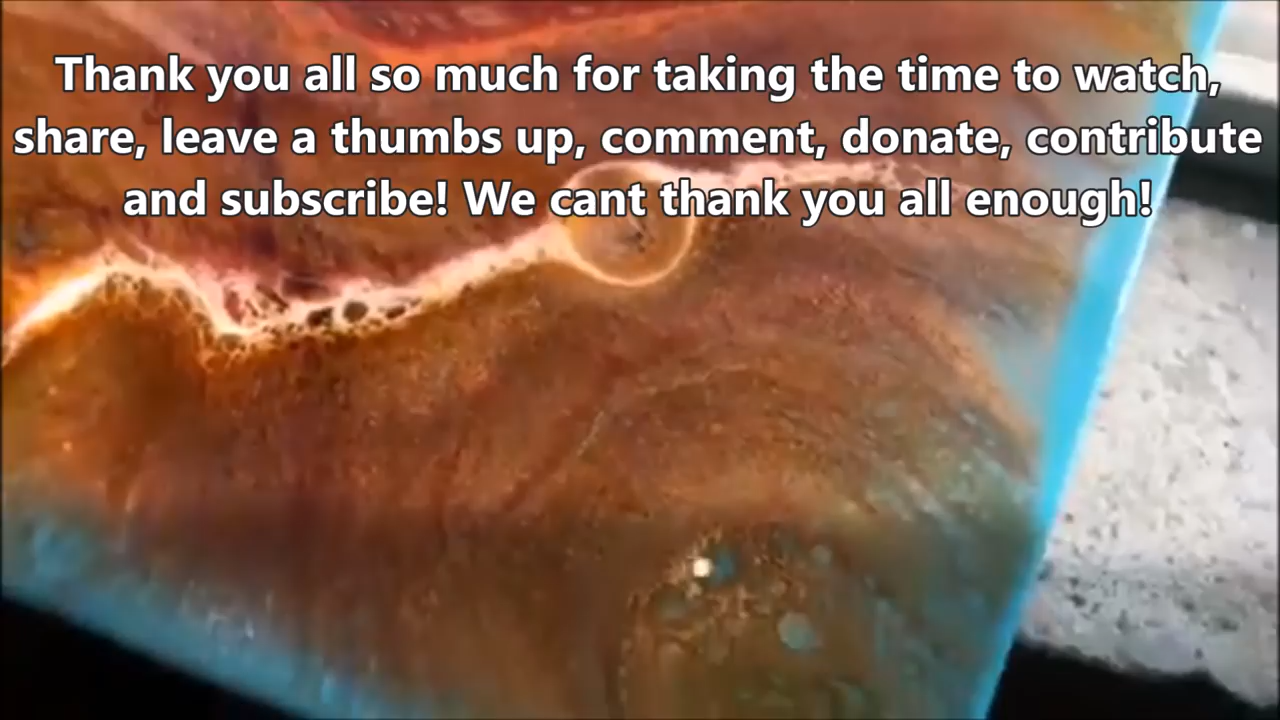 Thank you all so much for taking the time to watch,
share, leave a thumbs up, comment, donate, contribute
and subscribe! We cant thank you all enough!